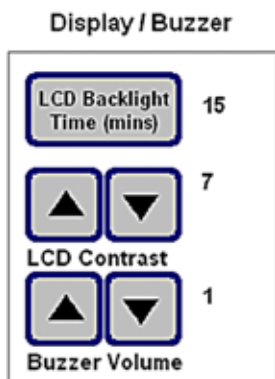 Display / Buzzer
LCD Backlight
Time (mins)
15
7
LCD Contrast
1
Buzzer Volume